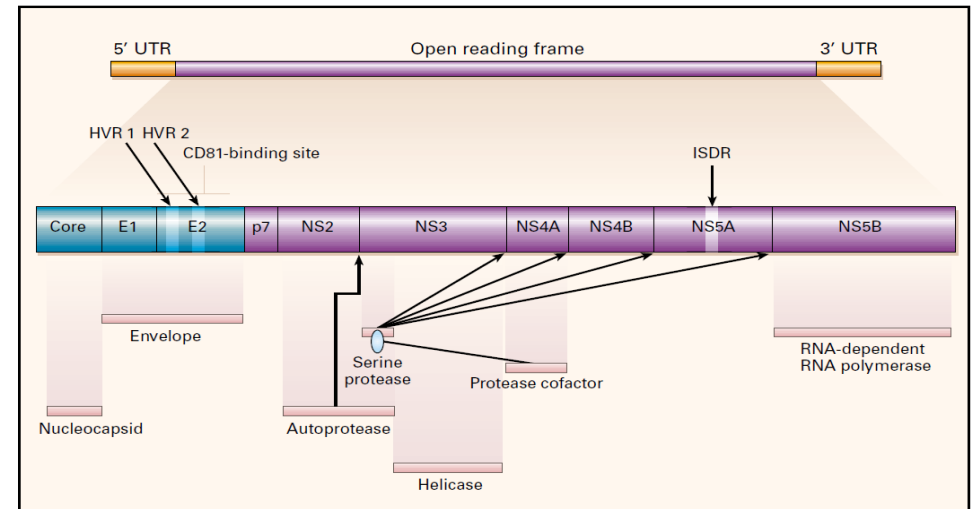 5′ UTR Open reading frame 3′ UTR
HVR 1 HVR 2
CD81-binding site
ISDR
Core E1 E2 p7 NS2 NS3 NS4A NS4B NS5A NS5B
Envelope
Serine
protease
Protease cofactor
RNA-dependent
RNA polymerase
Nucleocapsid
Autoprotease
Helicase